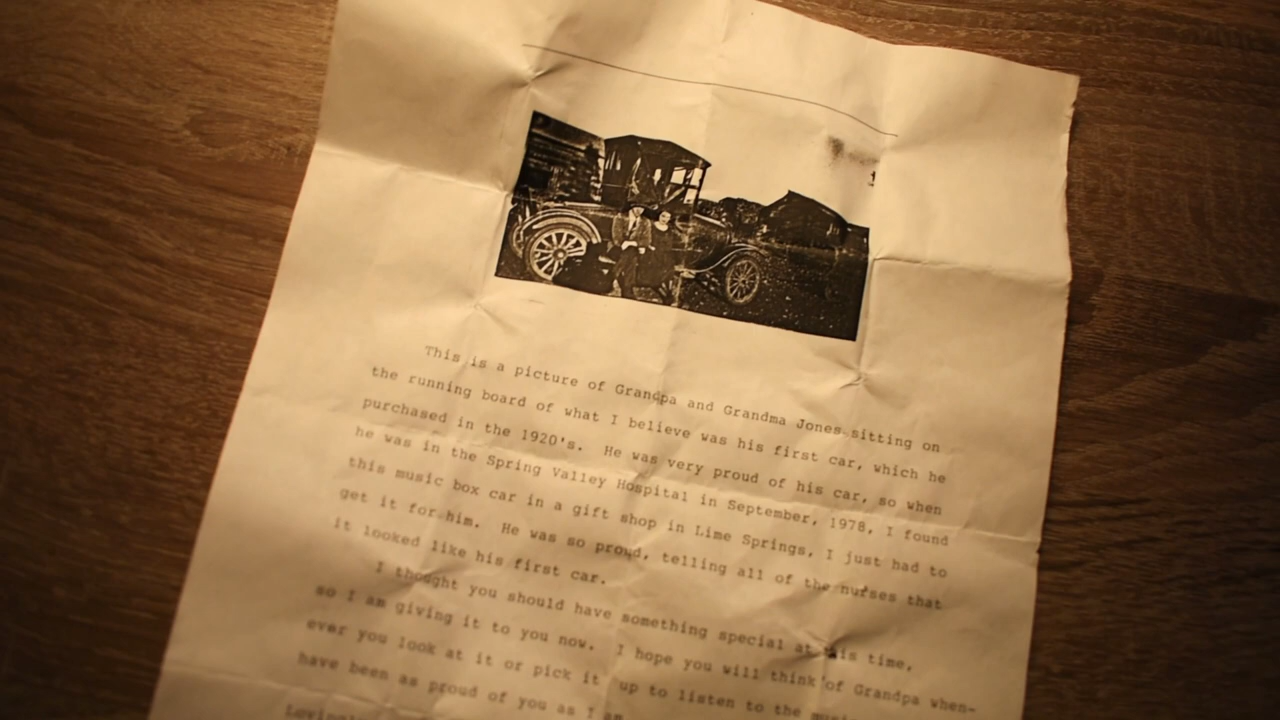 This is a picture of Grandpa and Grandma Jones sitting on
the running board of what I believe was his first car, which he
purchased in the 1920's. He was very proud of his car, so when
he was in the Spring Valley Hospital in September, 1978, I found
this music box car in a gift shop in Lime Springs, I just had to
get it for him. He was so proud, telling all of the nurses that
it looked like his first car.
I thought you should have something special at this time,
so I am giving it to you now. I hope you will think of Grandpa when-
ever you look at it or pick it up to listen to the music
have been as proud of you as I am